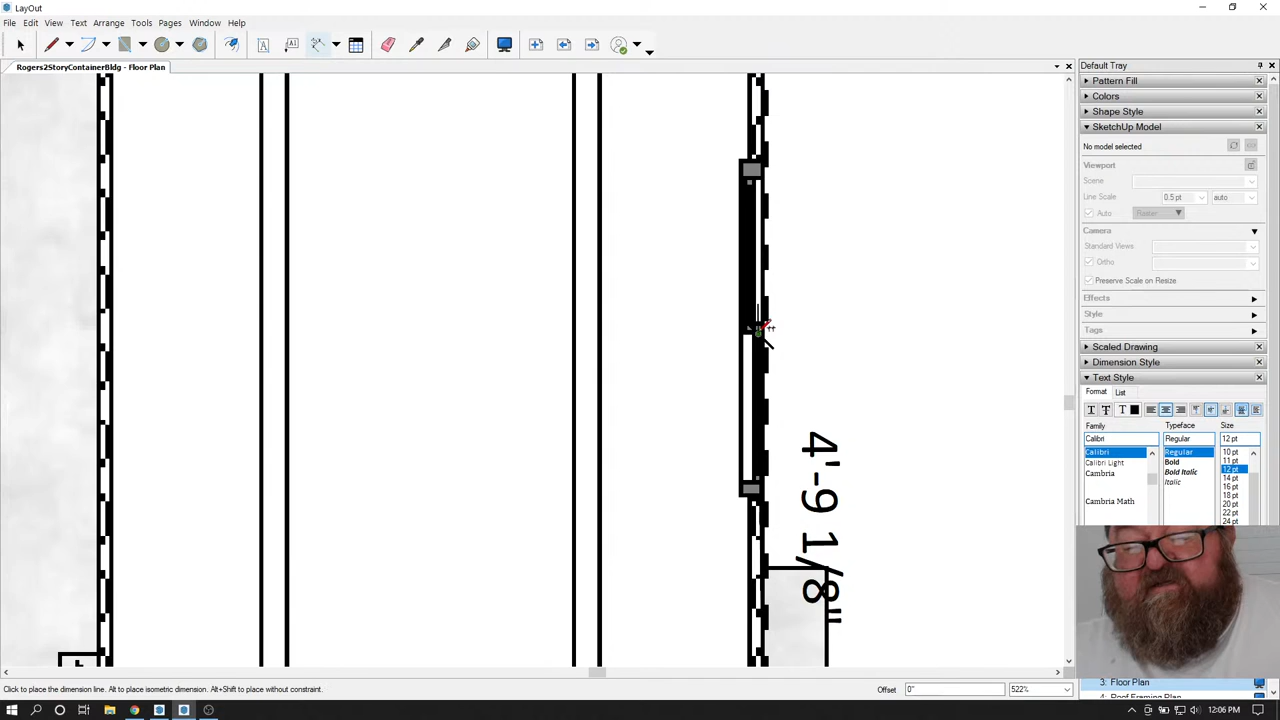 LayOut
File Edit View Text Arrange Tools Pages Window Help
Rogers2StoryContainerBldg - Floor Plan
Default Tray
Pattern Fill
Colors
Shape Style
SketchUp Model
No model selected
Viewport
Scene
Line Scale 0.5 pt auto
Auto Raster
Camera
Standard Views
Ortho
Preserve Scale on Resize
Effects
Style
Tags
Scaled Drawing
Dimension Style
Text Style
Format List
Family Typeface Size
Calibri Regular 12 pt
Calibri Regular 10 pt
Calibri Light Bold 11 pt
Cambria Bold Italic 12 pt
Italic 14 pt
Cambria Math 16 pt
18 pt
20 pt
22 pt
24 pt
4'-9 1/8"
3: Floor Plan
4: Roof Framing Plan
Click to place the dimension line. Alt to place isometric dimension. Alt+Shift to place without constraint.
Offset 0" 522%
12:06 PM